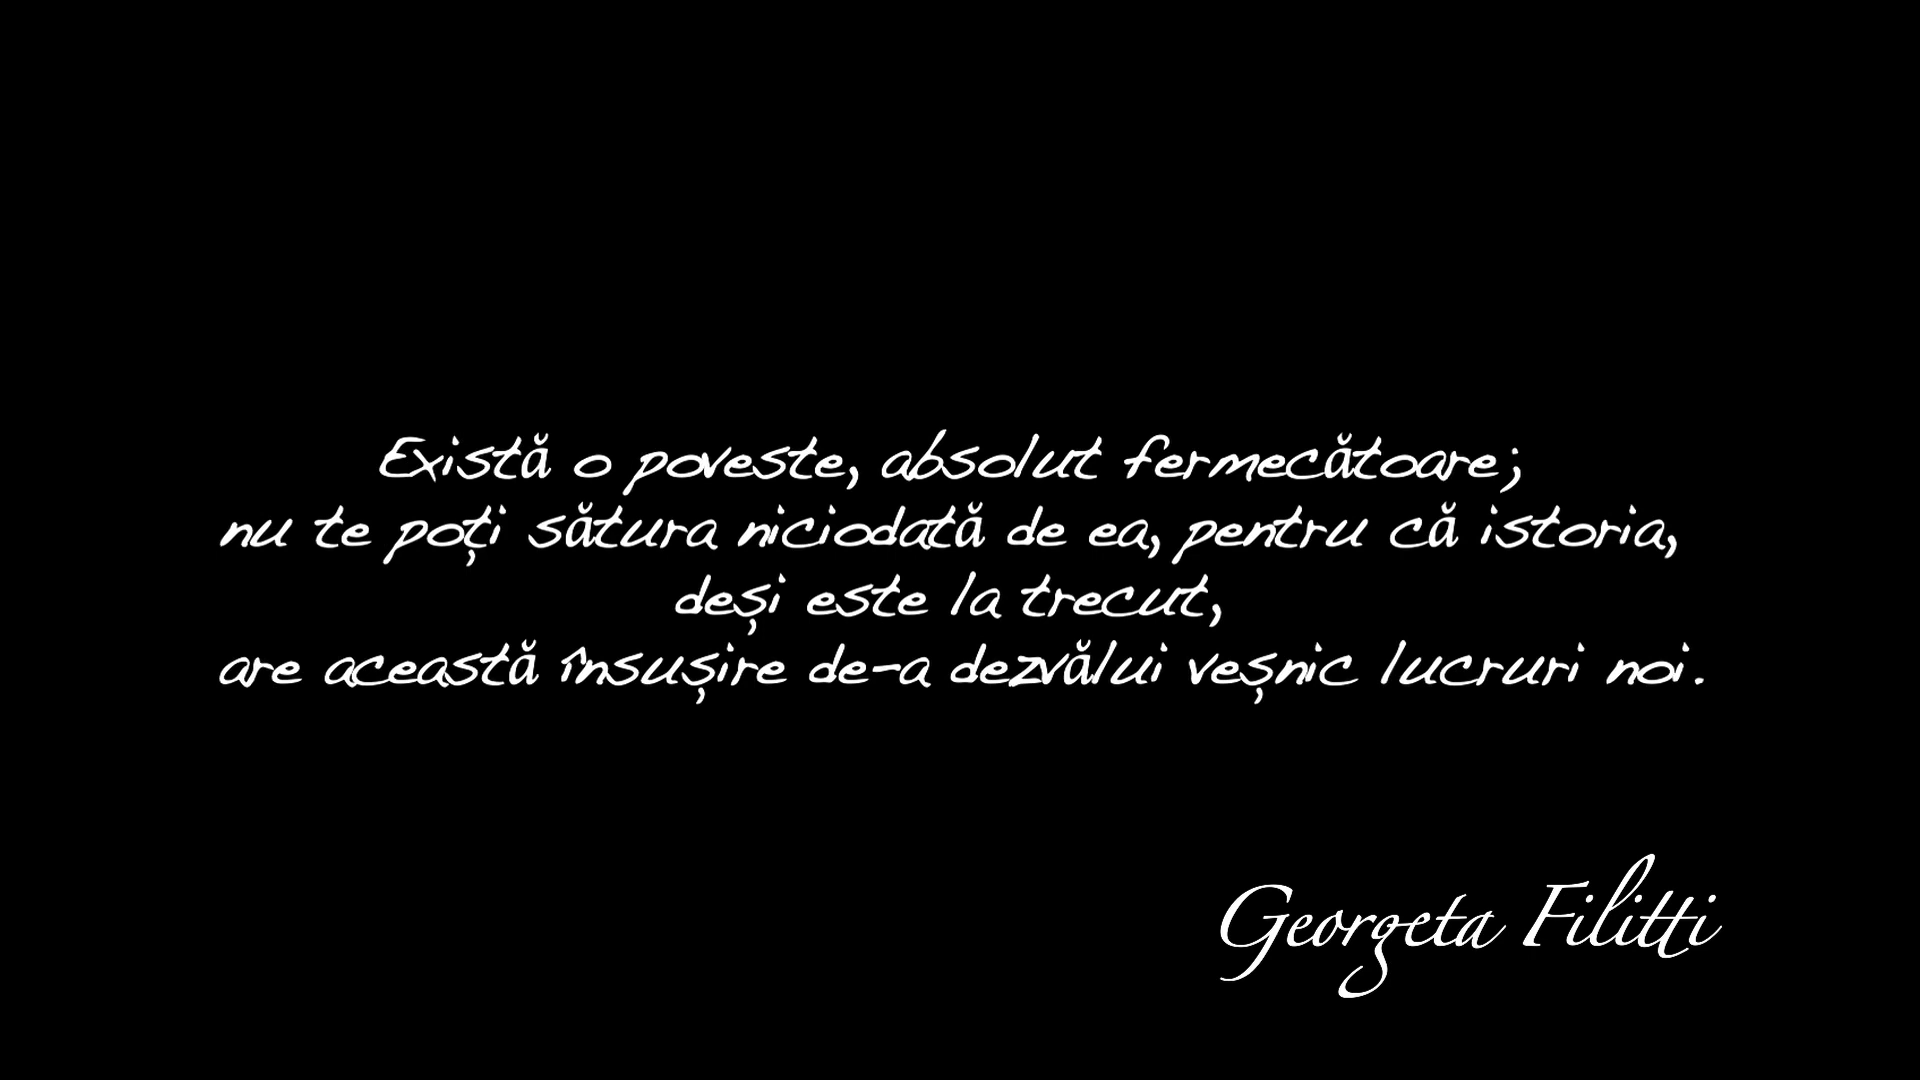 Există o poveste, absolut fermecătoare;
nu te poți sătura niciodată de ea, pentru că istoria,
deși este la trecut,
are această însușire de-a dezvălui veșnic lucruri noi.
Georgeta Filitti